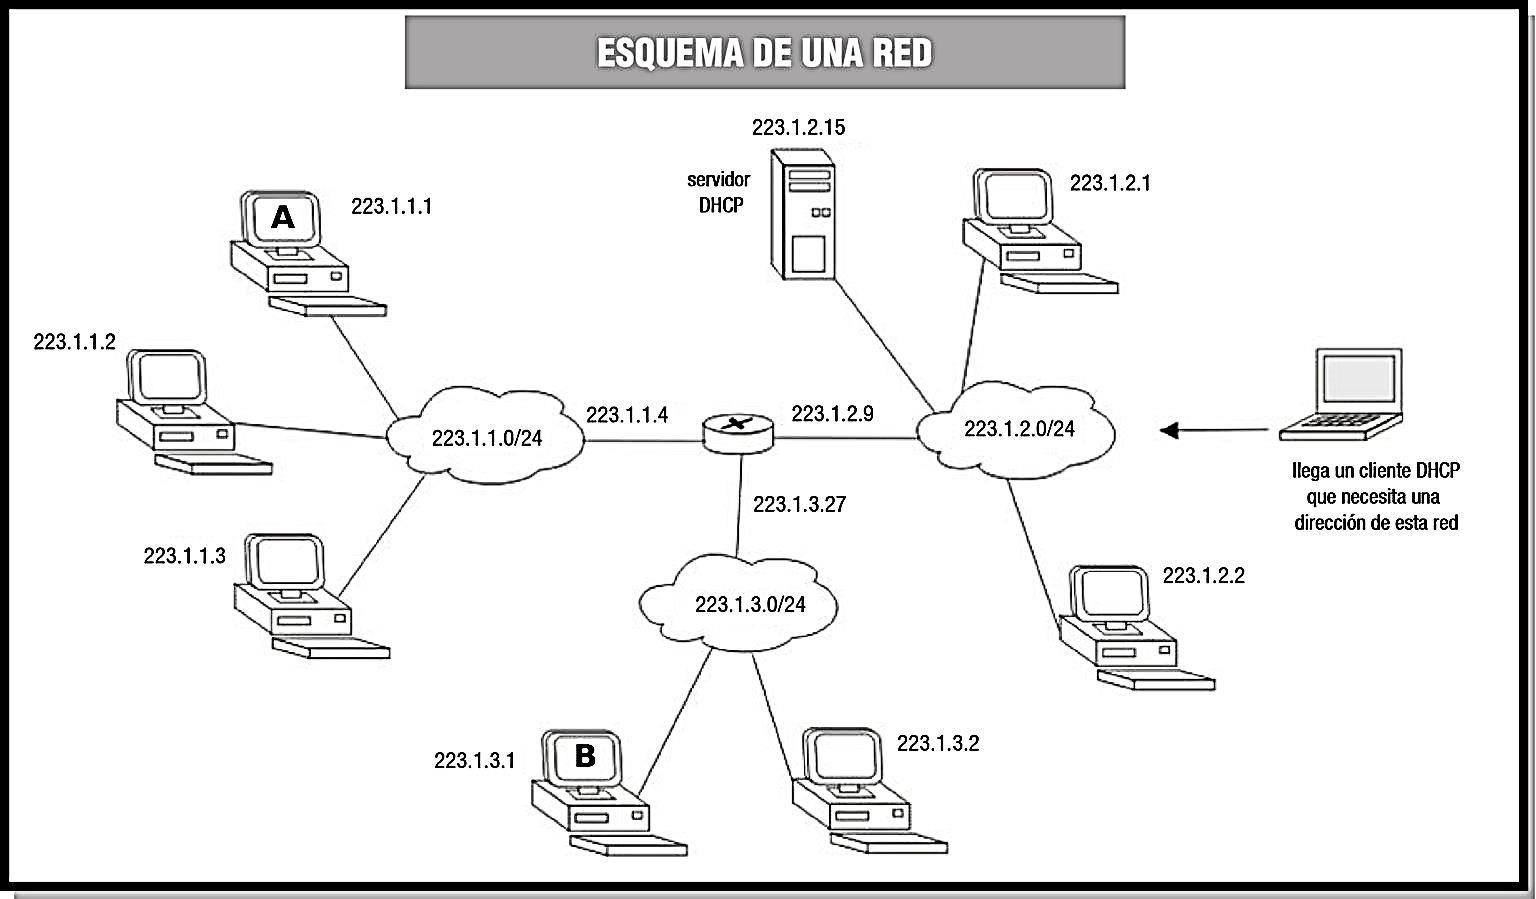 ESQUEMA DE UNA RED
223.1.2.15
servidor
DHCP
223.1.2.1
A
223.1.1.1
223.1.1.2
223.1.1.0/24
223.1.1.4
223.1.2.9
223.1.2.0/24
llega un cliente DHCP
que necesita una
dirección de esta red
223.1.3.27
223.1.1.3
223.1.2.2
223.1.3.0/24
223.1.3.1
B
223.1.3.2